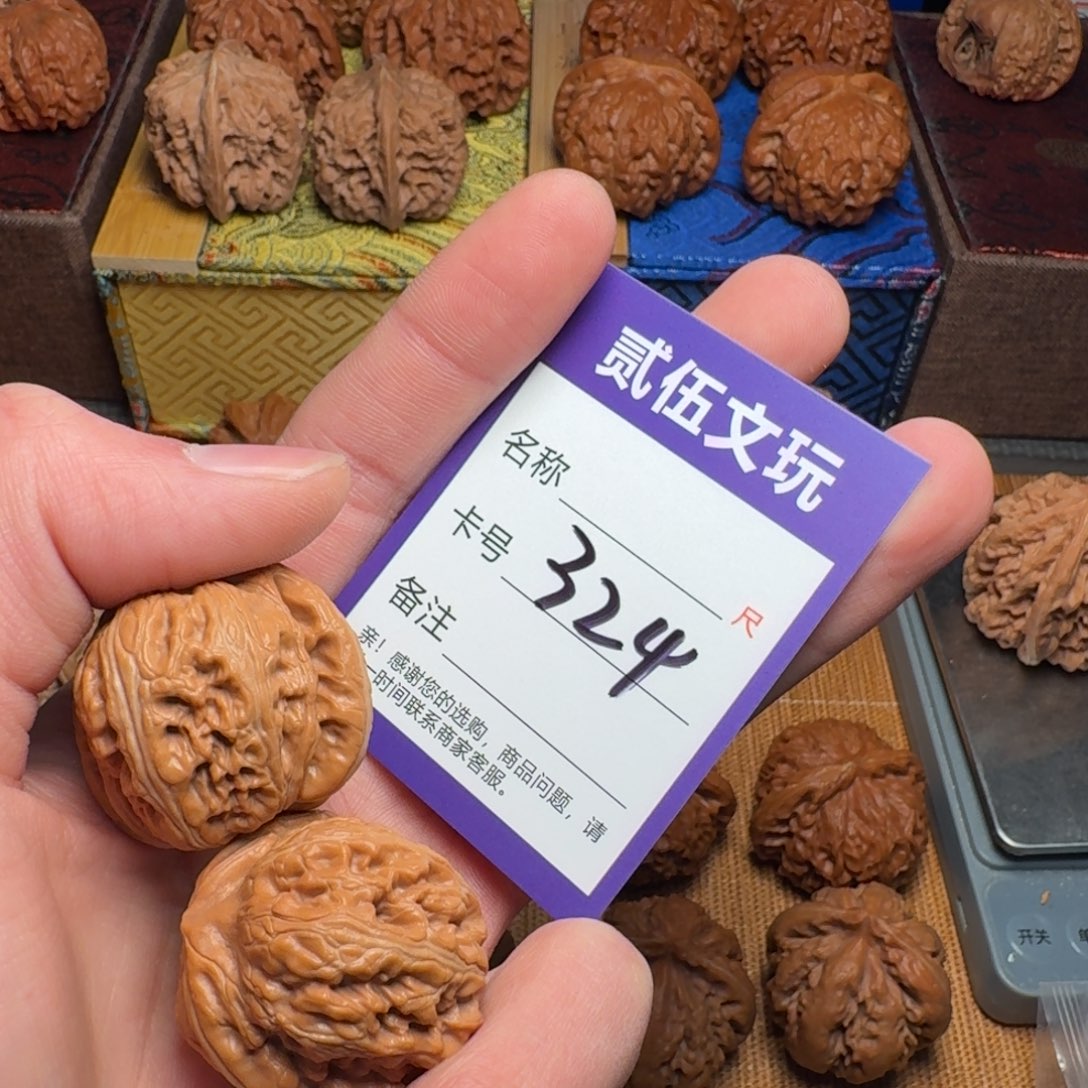 贰伍文玩
名称
尺
卡号 324
备注
亲！感谢您的选购，商品问题，请
一时间联系商家客服。
开关